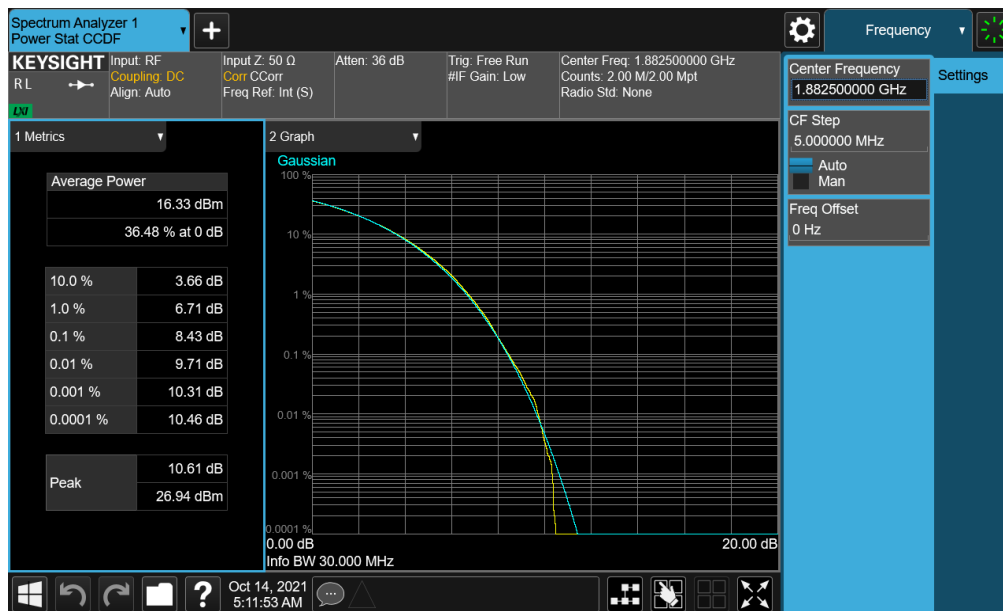 Spectrum Analyzer 1
Power Stat CCDF
+
Frequency
KEYSIGHT
RL
LXI
Input: RF
Coupling: DC
Align: Auto
Input Z: 50 Ω
Corr CCorr
Freq Ref: Int (S)
Atten: 36 dB
Trig: Free Run
#IF Gain: Low
Center Freq: 1.882500000 GHz
Counts: 2.00 M/2.00 Mpt
Radio Std: None
Center Frequency
1.882500000 GHz
Settings
CF Step
5.000000 MHz
Auto
Man
Freq Offset
0 Hz
1 Metrics
Average Power
16.33 dBm
36.48 % at 0 dB
10.0 % 3.66 dB
1.0 % 6.71 dB
0.1 % 8.43 dB
0.01 % 9.71 dB
0.001 % 10.31 dB
0.0001 % 10.46 dB
Peak
10.61 dB
26.94 dBm
2 Graph
Gaussian
100 %
10 %
1 %
0.1 %
0.01 %
0.001 %
0.0001 %
0.00 dB 20.00 dB
Info BW 30.000 MHz
?
Oct 14, 2021
5:11:53 AM